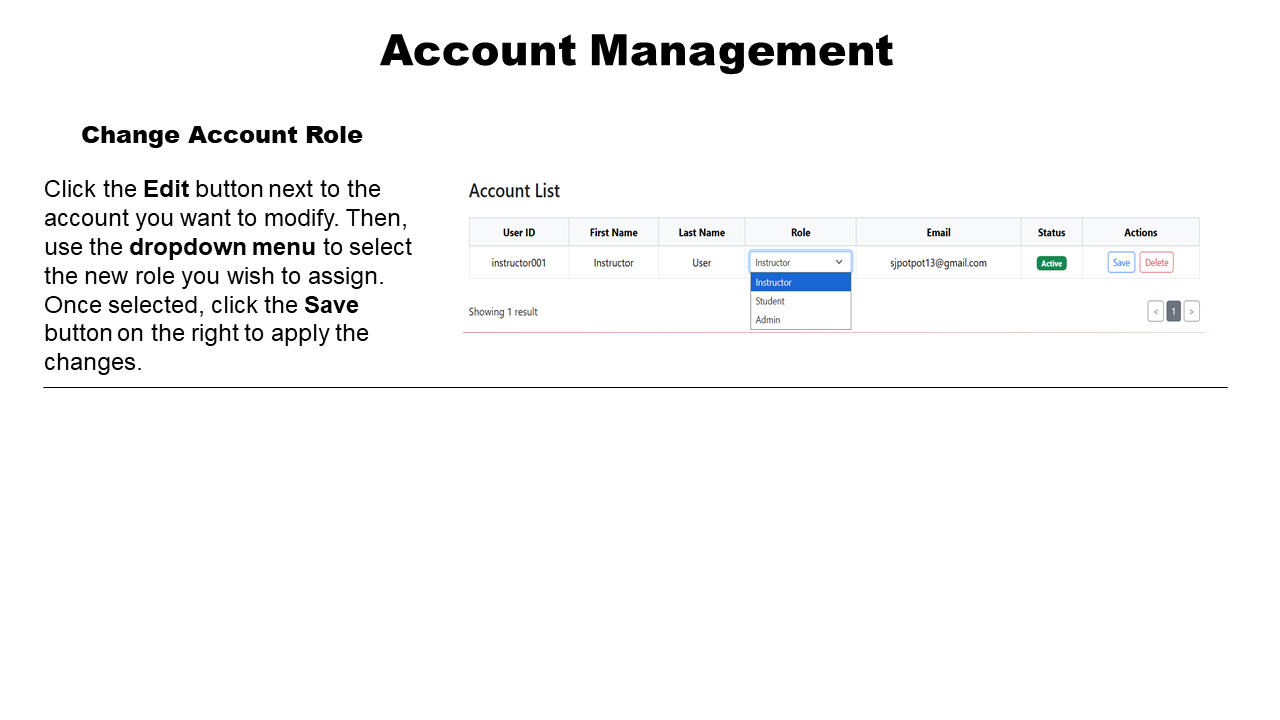 Account Management
Change Account Role
Click the Edit button next to the
account you want to modify. Then,
use the dropdown menu to select
the new role you wish to assign.
Once selected, click the Save
button on the right to apply the
changes.
Account List
User ID First Name Last Name Role Email Status Actions
instructor001 Instructor User Instructor sjpotpot13@gmail.com Active Save Delete
Instructor
Student
Admin
Showing 1 result < 1 >